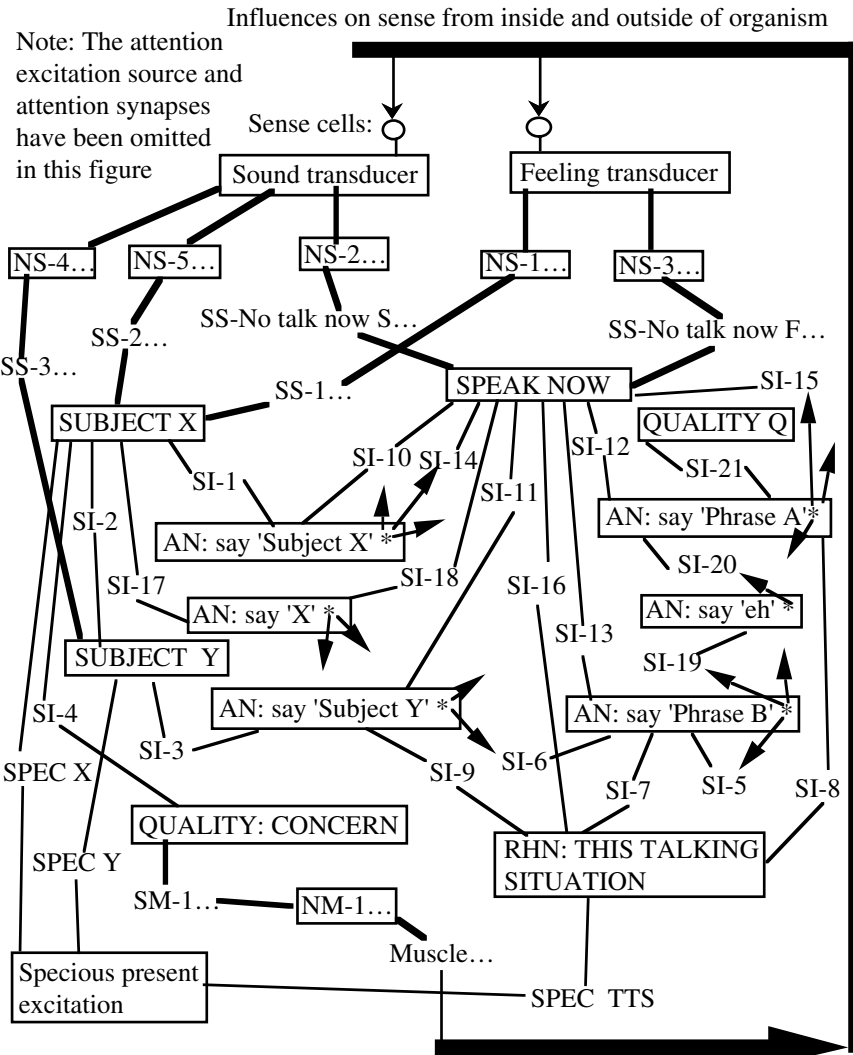 Influences on sense from inside and outside of organism
Note: The attention
excitation source and
attention synapses
have been omitted
in this figure
Sense cells:
Sound transducer
Feeling transducer
NS-4…
NS-5…
NS-2…
NS-1…
NS-3…
SS-No talk now S…
SS-No talk now F…
SS-2…
SS-3…
SS-1…
SPEAK NOW
SI-15
SUBJECT X
QUALITY Q
SI-12
SI-10
SI-14
SI-21
SI-1
SI-11
SI-2
AN: say 'Phrase A'*
AN: say 'Subject X' *
SI-20
SI-17
SI-18
SI-16
AN: say 'eh' *
AN: say 'X' *
SI-13
SUBJECT Y
SI-19
SI-4
AN: say 'Subject Y' *
AN: say 'Phrase B' *
SI-3
SI-6
SPEC X
SI-9
SI-7
SI-5
SI-8
QUALITY: CONCERN
RHN: THIS TALKING
SITUATION
SPEC Y
SM-1…
NM-1…
Muscle…
Specious present
excitation
SPEC TTS